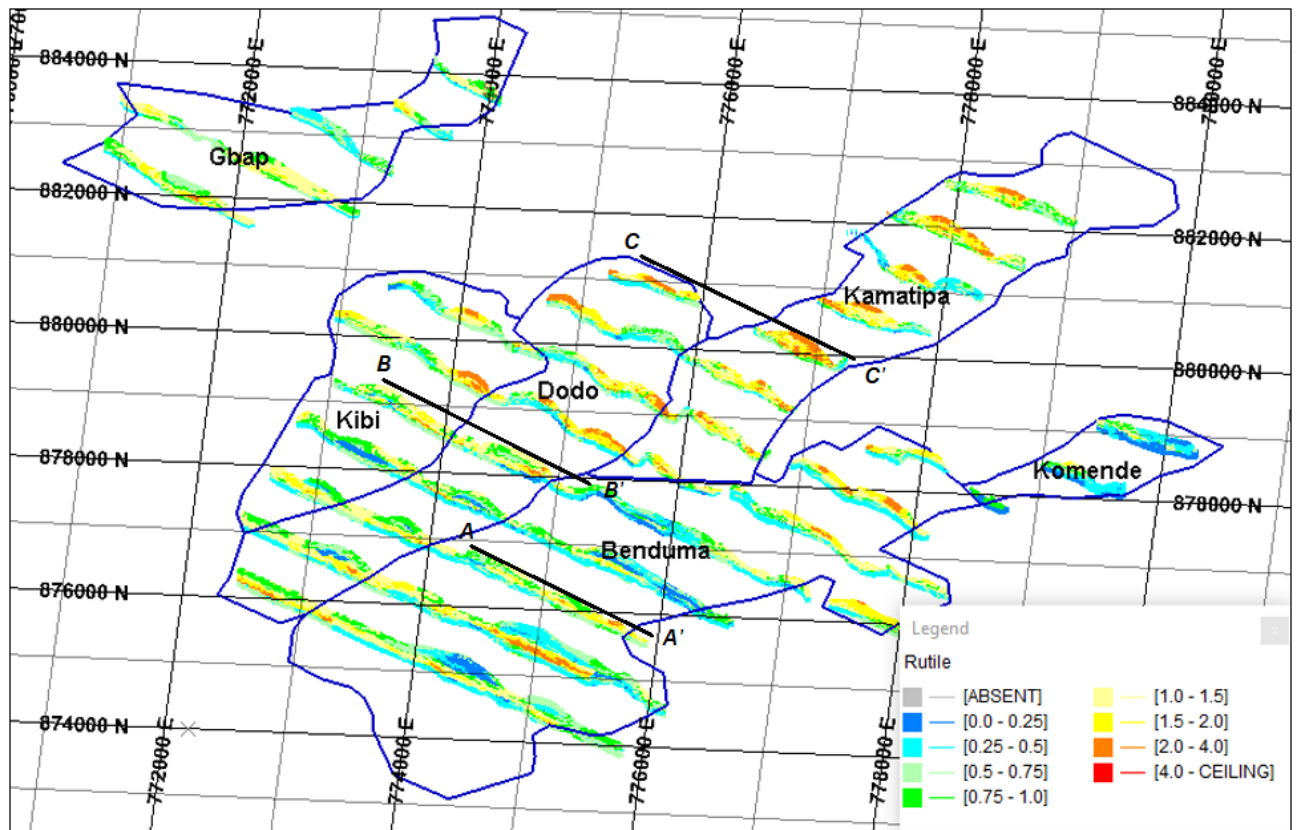 884000 N
772000 E
774000 E
776000 E
778000 E
780000 E
884000 N
Gbap
882000 N
882000 N
C
Kamatipa
880000 N
B
Dodo
C'
880000 N
Kibi
878000 N
Komende
B'
878000 N
A
Benduma
876000 N
A'
874000 N
772000 E
774000 E
776000 E
778000 E
Legend
x
Rutile
[ABSENT]
[0.0 - 0.25]
[0.25 - 0.5]
[0.5 - 0.75]
[0.75 - 1.0]
[1.0 - 1.5]
[1.5 - 2.0]
[2.0 - 4.0]
[4.0 - CEILING]